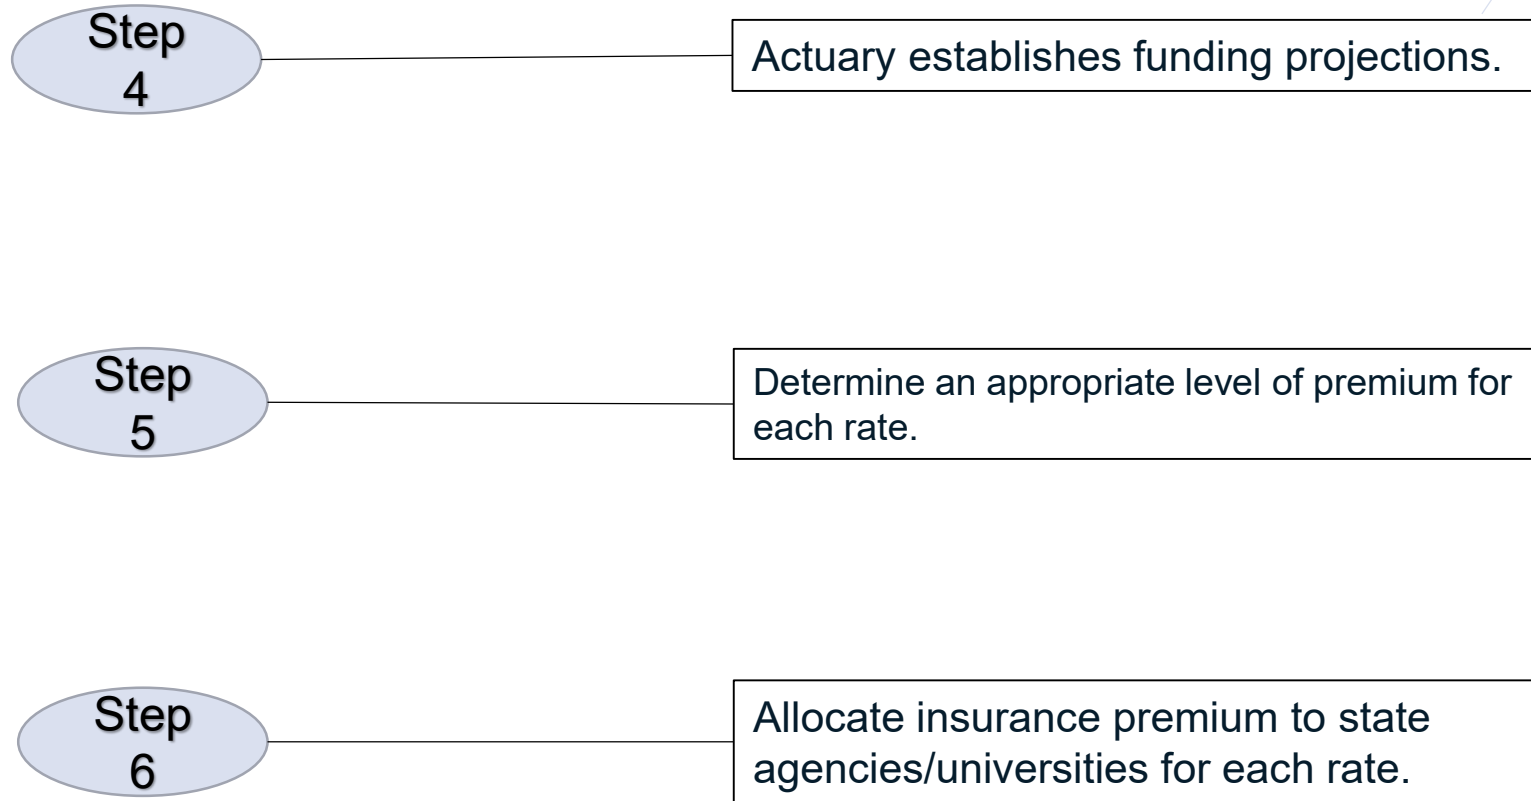 Step
4
Actuary establishes funding projections.
Step
5
Determine an appropriate level of premium for
each rate.
Step
6
Allocate insurance premium to state
agencies/universities for each rate.